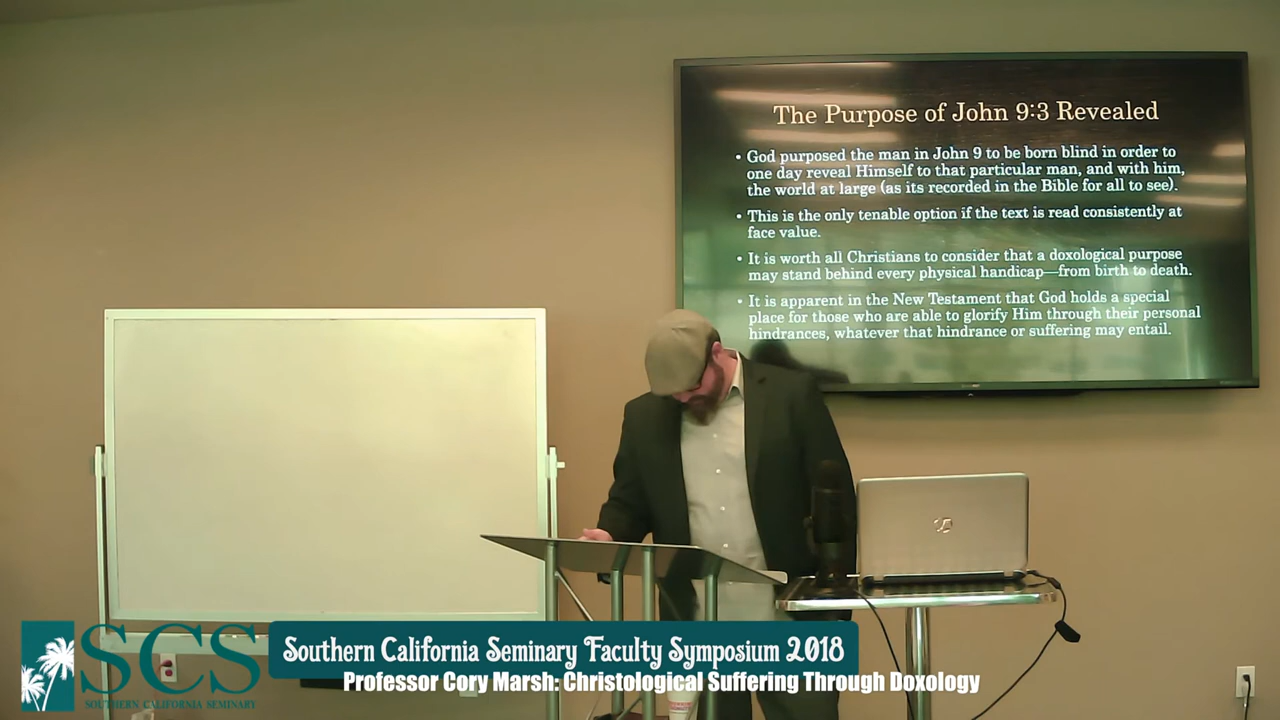 The Purpose of John 9:3 Revealed
• God purposed the man in John 9 to be born blind in order to
one day reveal Himself to that particular man, and with him,
the world at large (as its recorded in the Bible for all to see).
• This is the only tenable option if the text is read consistently at
face value.
• It is worth all Christians to consider that a doxological purpose
may stand behind every physical handicap—from birth to death.
• It is apparent in the New Testament that God holds a special
place for those who are able to glorify Him through their personal
hindrances, whatever that hindrance or suffering may entail.
SCS
SOUTHERN CALIFORNIA SEMINARY
Southern California Seminary Faculty Symposium 2018
Professor Cory Marsh: Christological Suffering Through Doxology